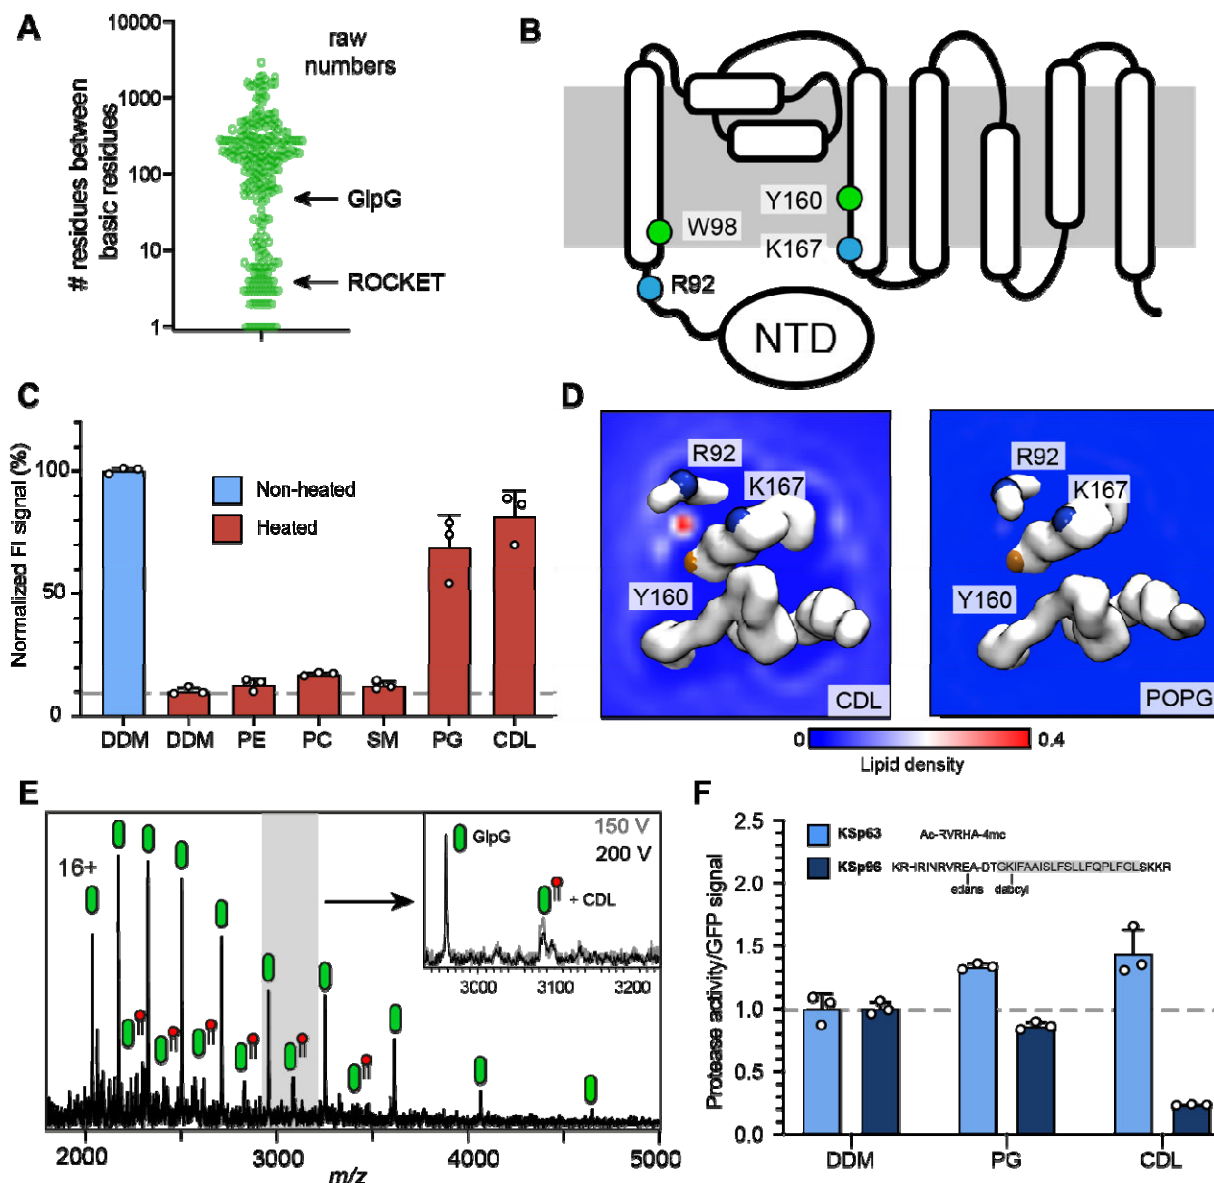 A
10000
1000
100
10
1
# residues between
basic residues
raw
numbers
GlpG
ROCKET
B
W98
Y160
K167
R92
NTD
C
Normalized Fl signal (%)
100
50
0
Non-heated
Heated
DDM DDM PE PC SM PG CDL
D
R92
K167
Y160
CDL
R92
K167
Y160
POPG
0 0.4
Lipid density
E
16+
150 V
200 V
GlpG
+ CDL
3000 3100 3200
2000 3000 4000 5000
m/z
F
Protease activity/GFP signal
2.5
2.0
1.5
1.0
0.5
0.0
KSp63 Ac-RVRHA-4mc
KSp96 KR-IRINRVREA-DTGKIFAAISLFSLLFQPLFGLSKKR
edans dabcyl
DDM PG CDL